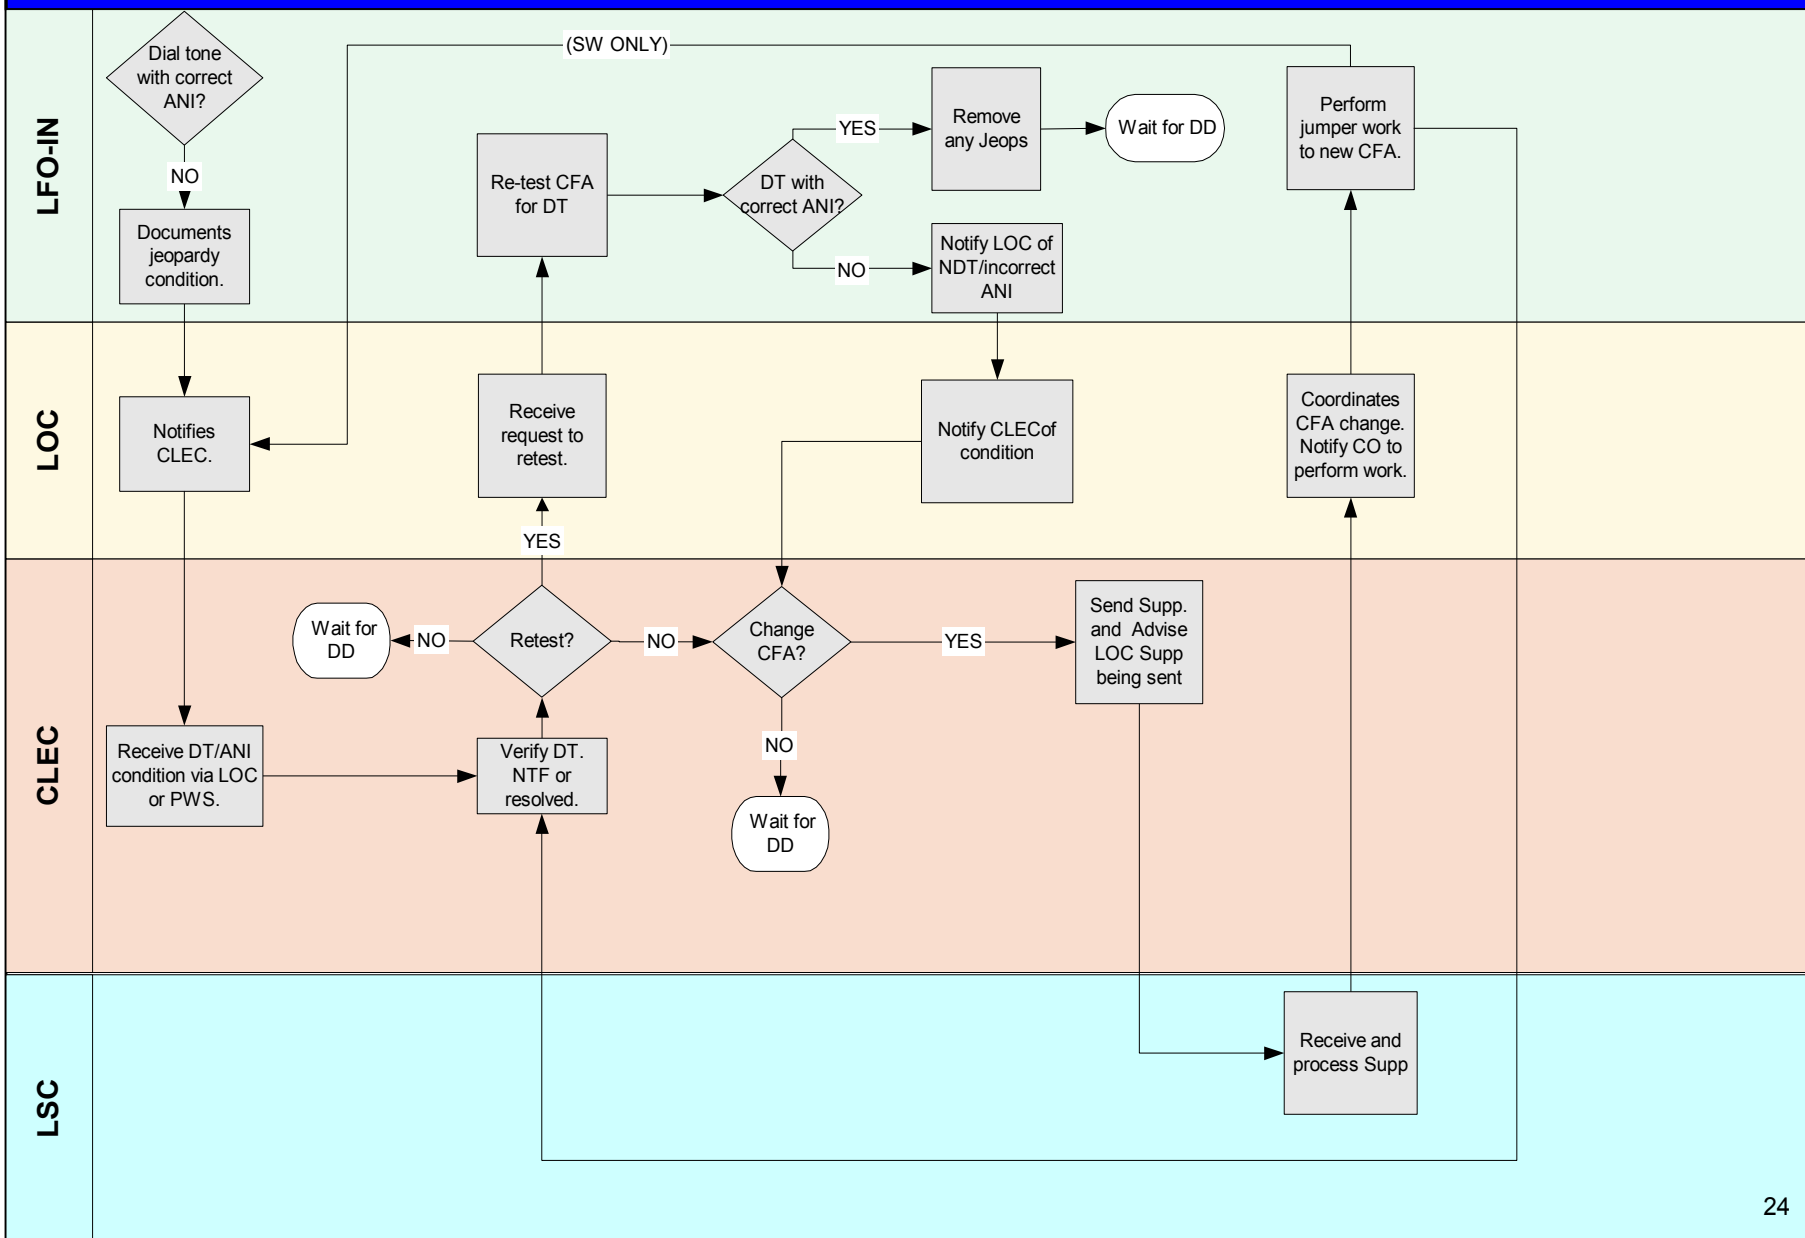 LFO-IN
Dial tone
with correct
ANI?
NO
Documents
jeopardy
condition.
(SW ONLY)
Re-test CFA
for DT
DT with
correct ANI?
YES
Remove
any Jeops
Wait for DD
NO
Notify LOC of
NDT/incorrect
ANI
Perform
jumper work
to new CFA.
LOC
Notifies
CLEC.
Receive
request to
retest.
YES
Notify CLECof
condition
Coordinates
CFA change.
Notify CO to
perform work.
CLEC
Receive DT/ANI
condition via LOC
or PWS.
Wait for
DD
NO
Retest?
NO
Verify DT.
NTF or
resolved.
Change
CFA?
YES
NO
Wait for
DD
Send Supp.
and Advise
LOC Supp
being sent
LSC
Receive and
process Supp
24